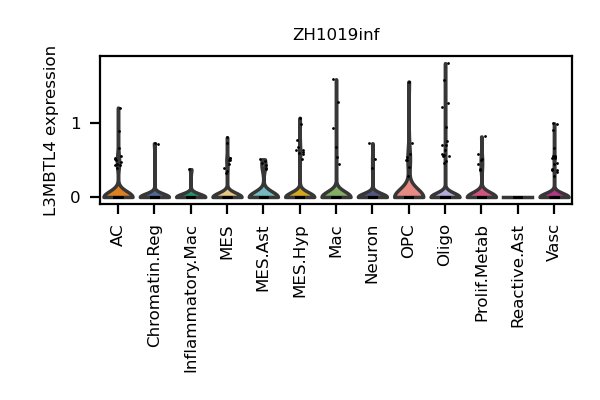 ZH1019inf
L3MBTL4 expression
1
0
AC
Chromatin.Reg
Inflammatory.Mac
MES
MES.Ast
MES.Hyp
Mac
Neuron
OPC
Oligo
Prolif.Metab
Reactive.Ast
Vasc